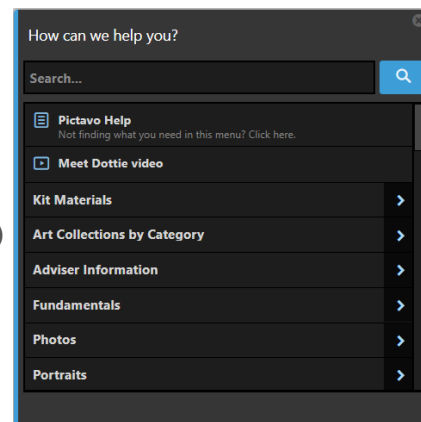 How can we help you?
Search...
Pictavo Help
Not finding what you need in this menu? Click here.
Meet Dottie video
Kit Materials
Art Collections by Category
Adviser Information
Fundamentals
Photos
Portraits